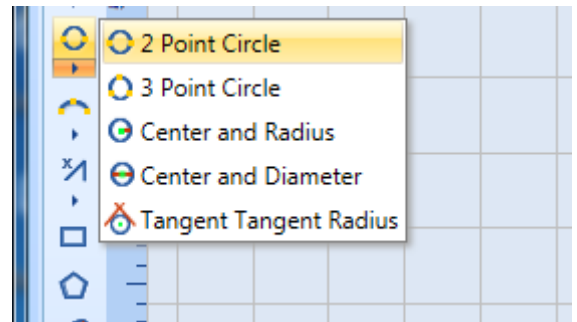 2 Point Circle
3 Point Circle
Center and Radius
Center and Diameter
Tangent Tangent Radius